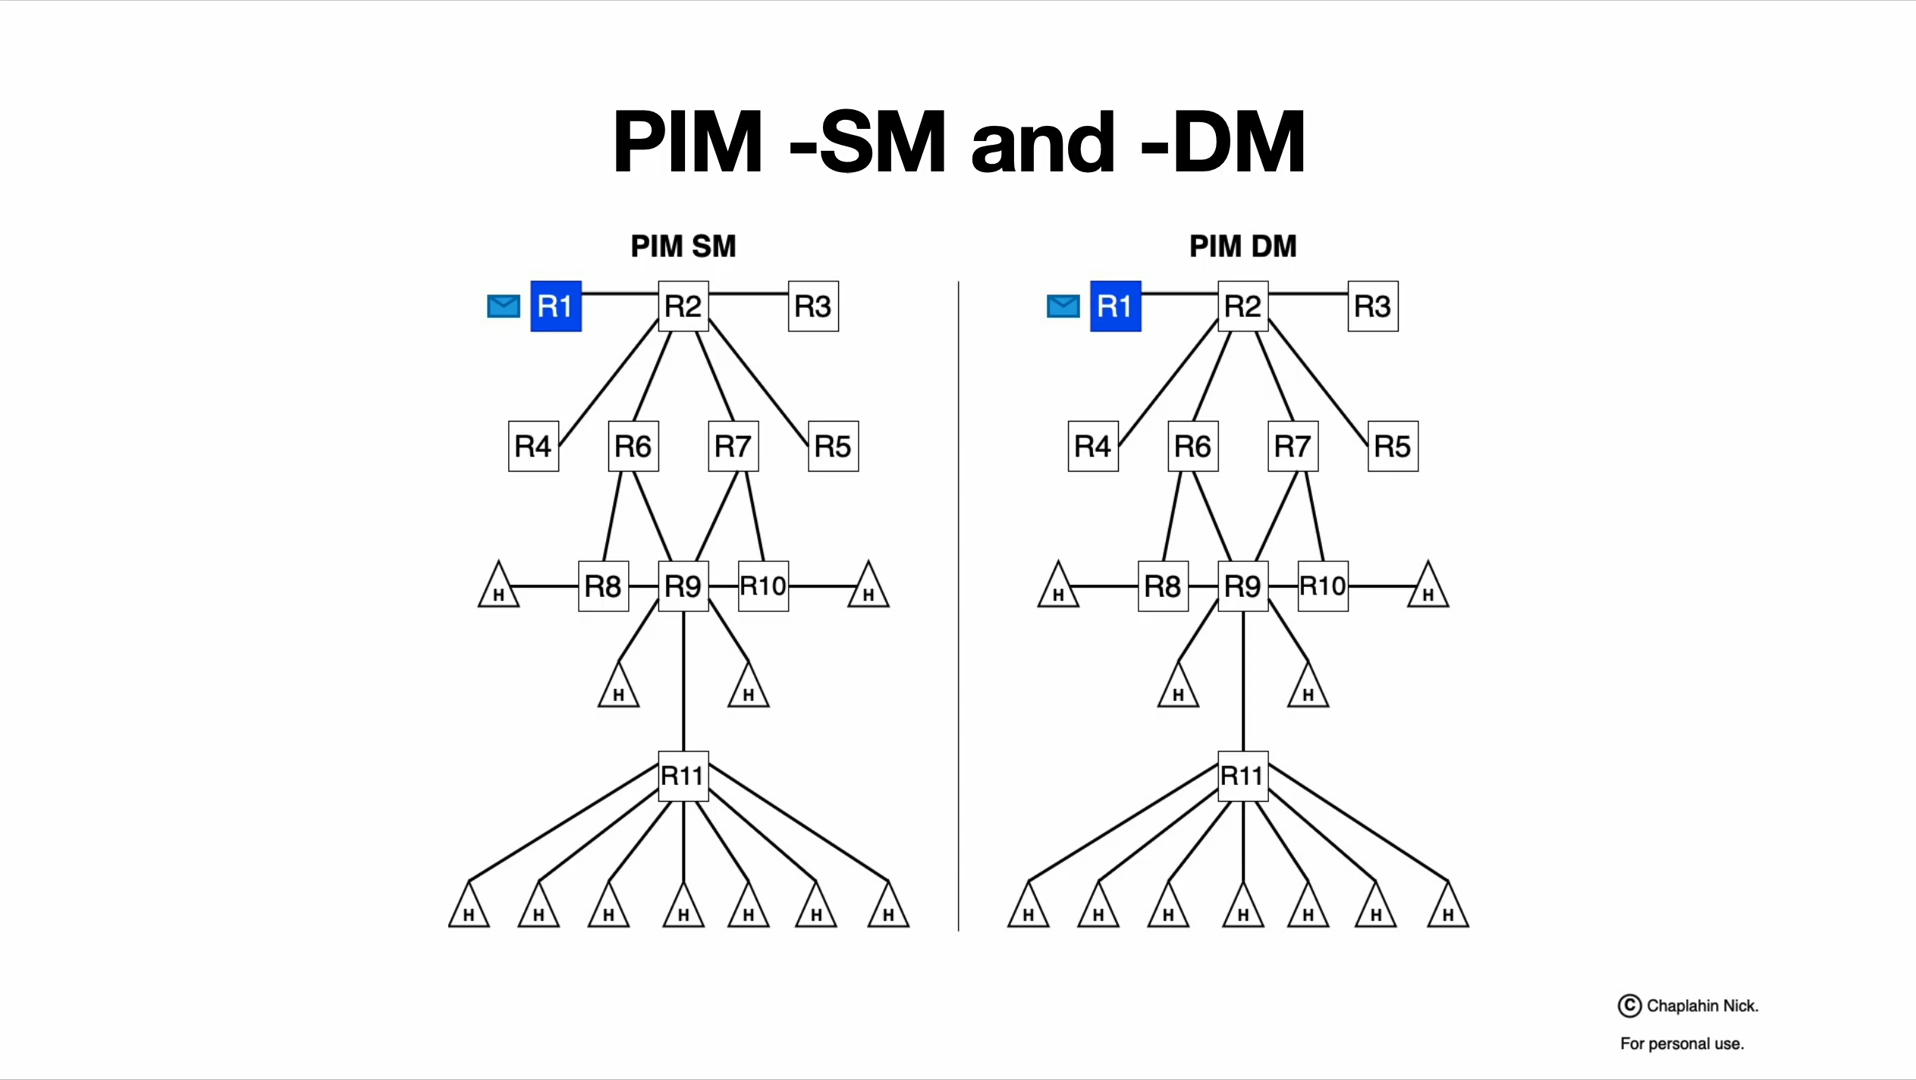 PIM -SM and -DM
PIM SM
R1 R2 R3
R4 R6 R7 R5
H R8 R9 R10 H
H H
R11
H H H H H H H
PIM DM
R1 R2 R3
R4 R6 R7 R5
H R8 R9 R10 H
H H
R11
H H H H H H H
© Chaplahin Nick.
For personal use.